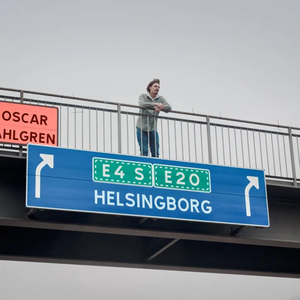 OSCAR
AHLGREN
E4 S E20
HELSINGBORG